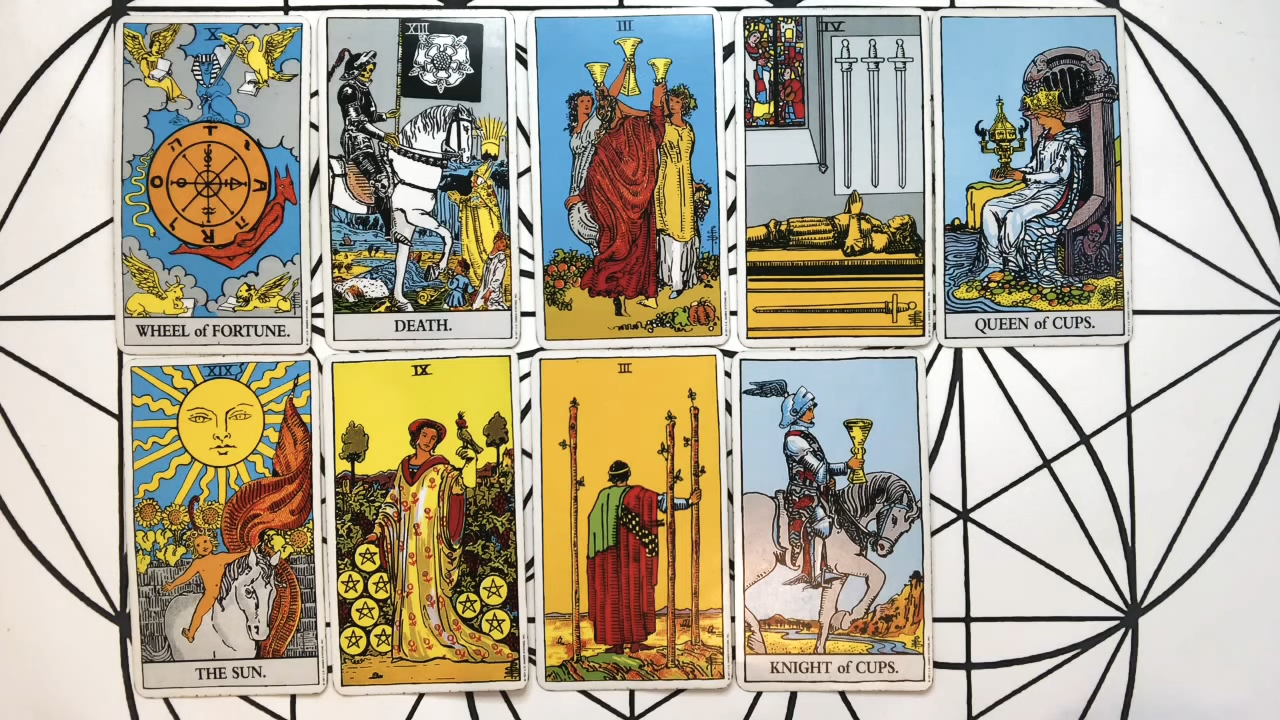 X
XIII
III
IV
WHEEL of FORTUNE.
DEATH.
QUEEN of CUPS.
XIX
IX
III
THE SUN.
KNIGHT of CUPS.